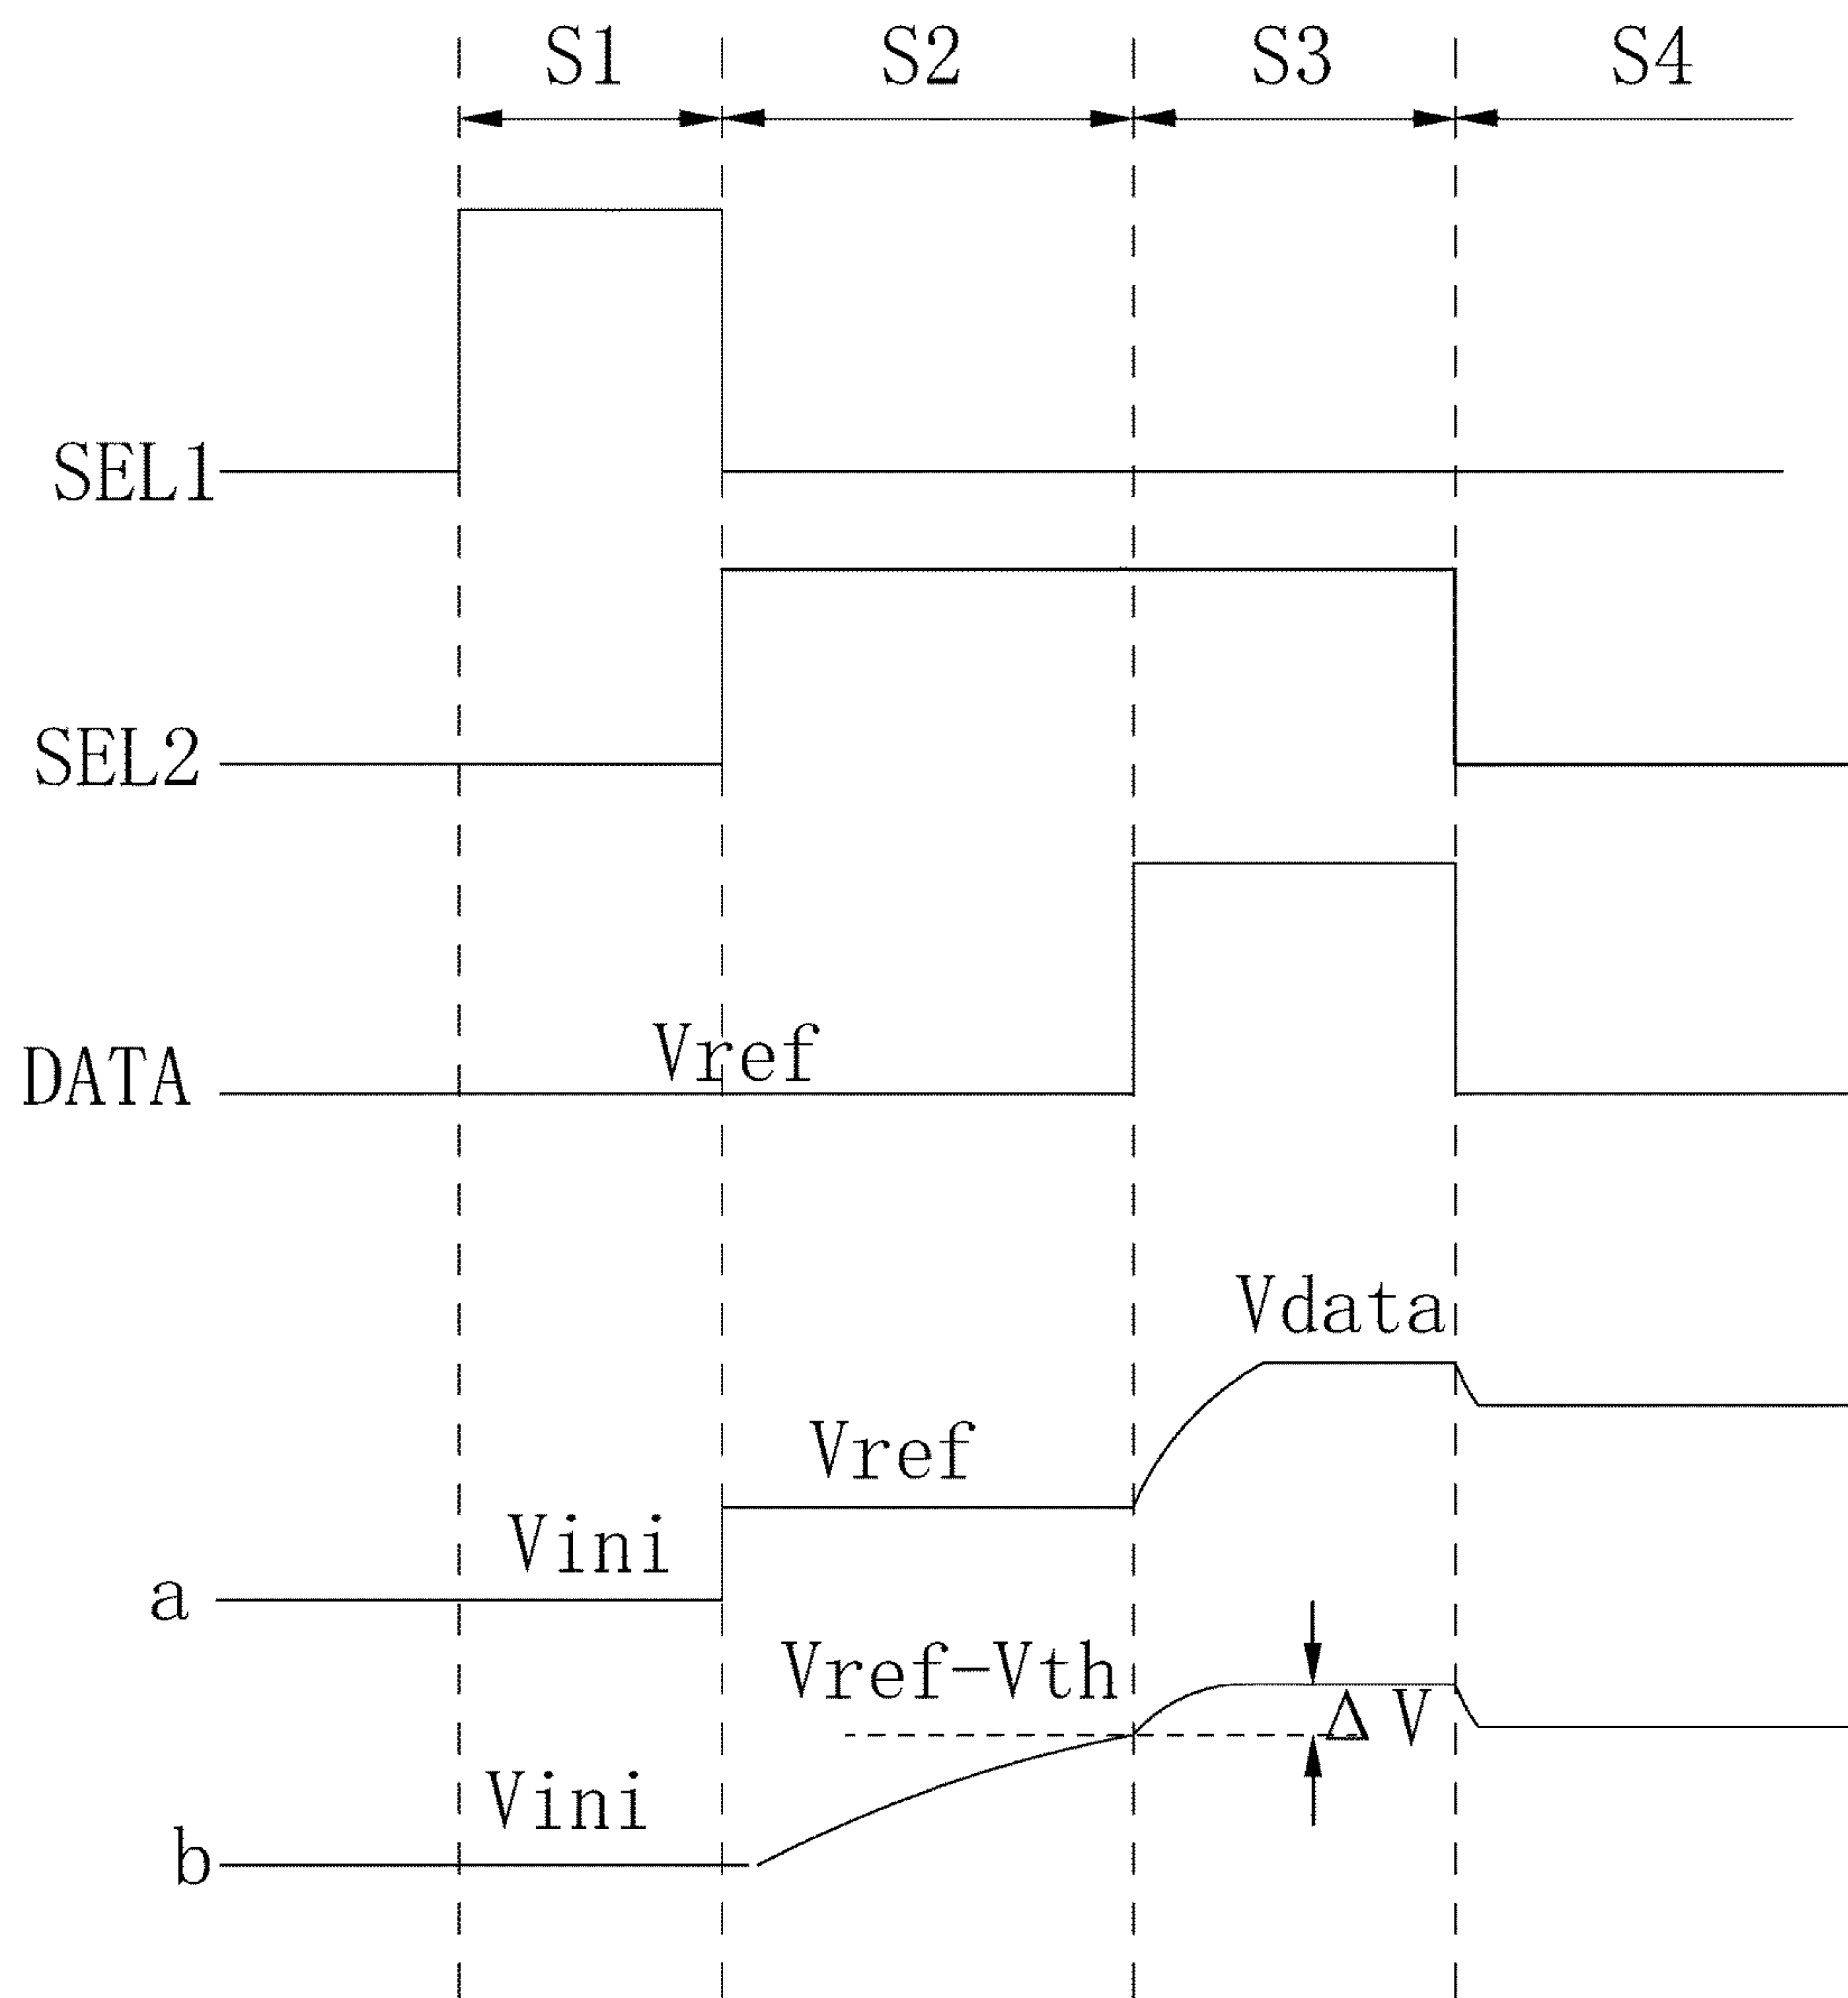 S1 S2 S3 S4
SEL1
SEL2
Vref
DATA
Vdata
Vref
Vini
a
Vref-Vth
ΔV
Vini
b